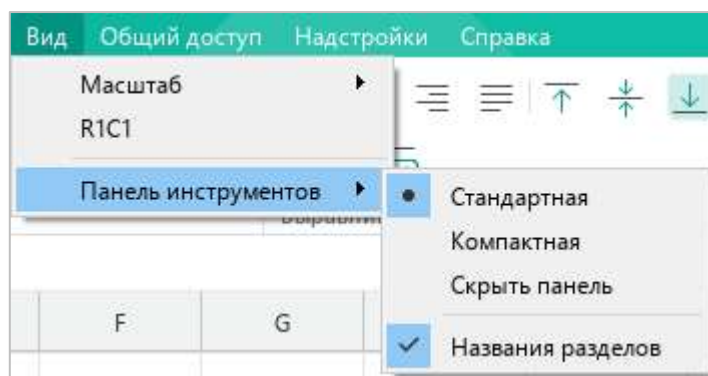 Вид Общий доступ Надстройки Справка
Масштаб
R1C1
Панель инструментов
Стандартная
Компактная
Скрыть панель
Названия разделов
F G